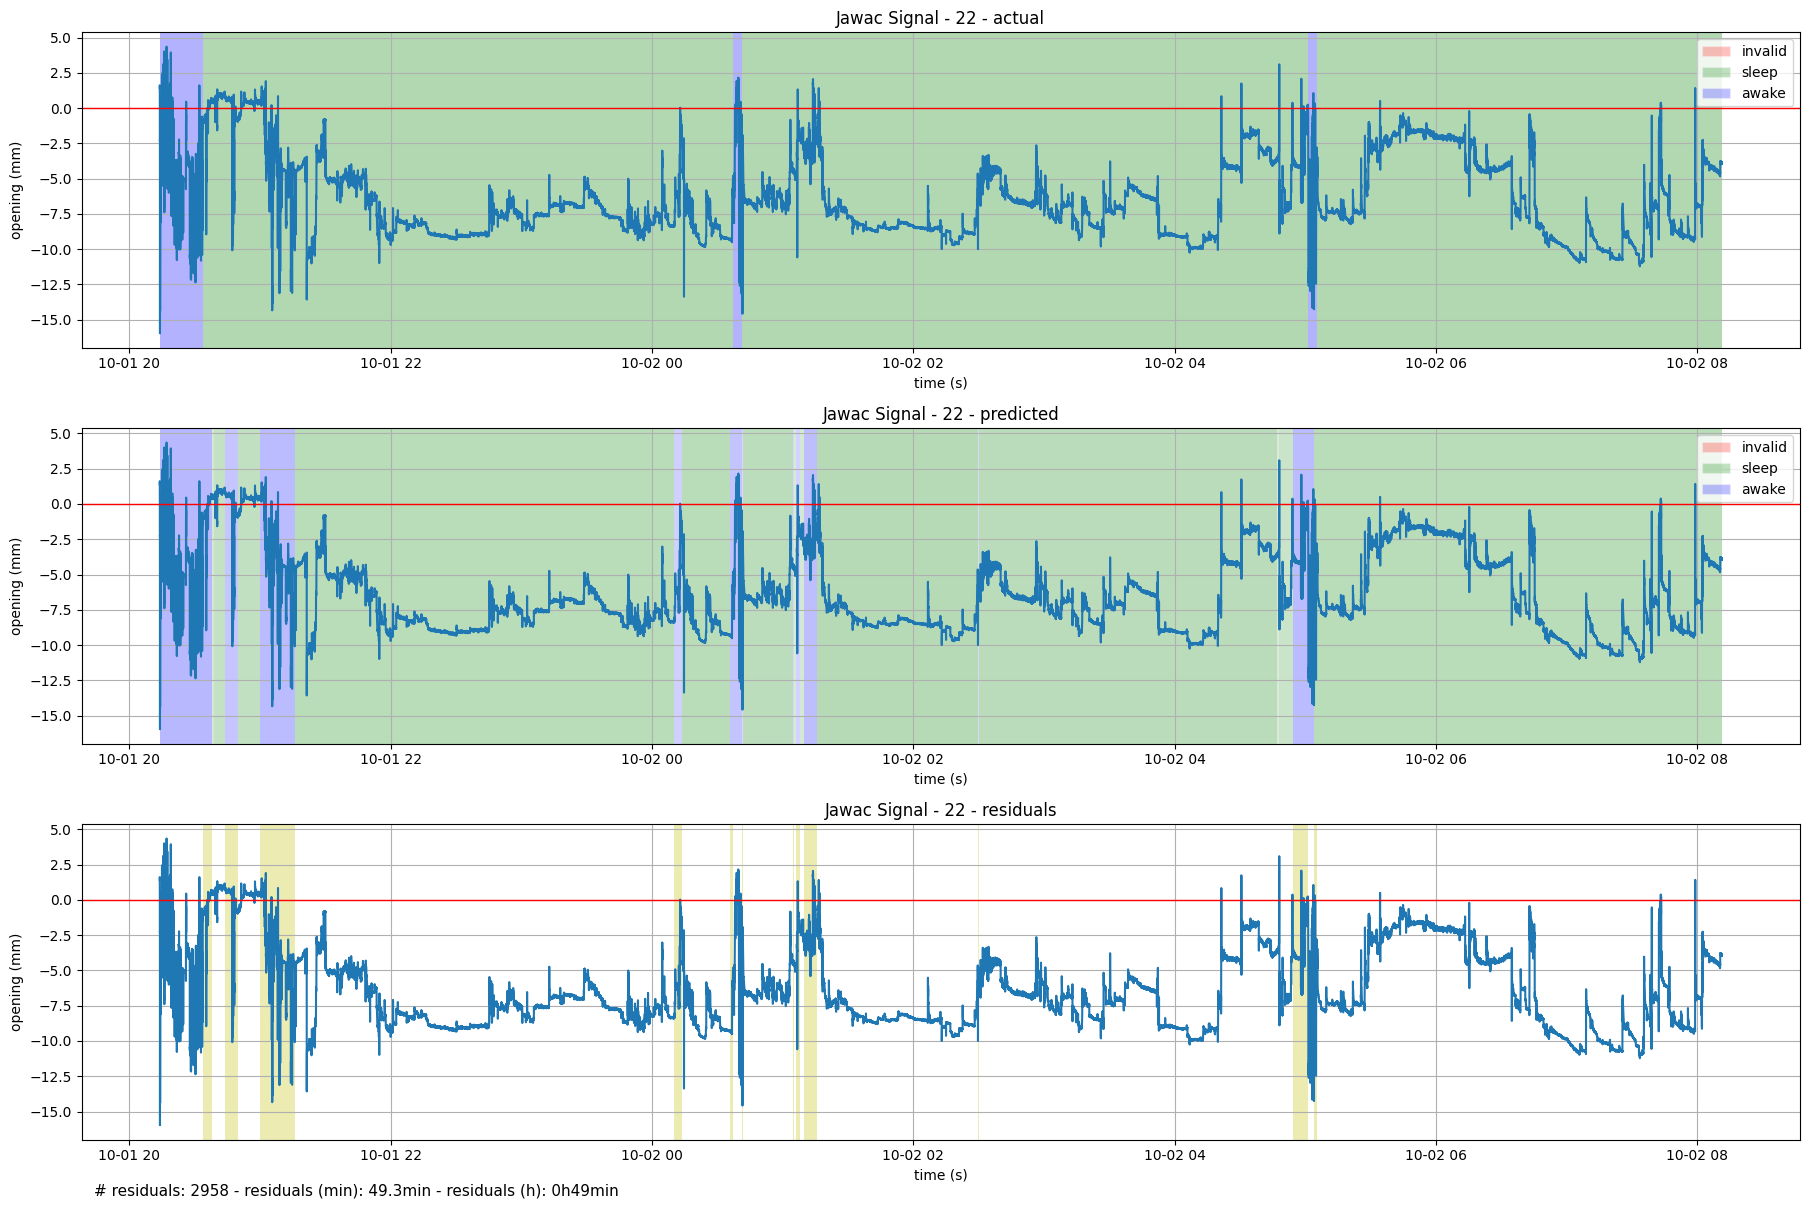 Jawac Signal - 22 - actual
5.0
2.5
0.0
−2.5
−5.0
−7.5
−10.0
−12.5
−15.0
opening (mm)
invalid
sleep
awake
10-01 20 10-01 22 10-02 00 10-02 02 10-02 04 10-02 06 10-02 08
time (s)
Jawac Signal - 22 - predicted
5.0
2.5
0.0
−2.5
−5.0
−7.5
−10.0
−12.5
−15.0
opening (mm)
invalid
sleep
awake
10-01 20 10-01 22 10-02 00 10-02 02 10-02 04 10-02 06 10-02 08
time (s)
Jawac Signal - 22 - residuals
5.0
2.5
0.0
−2.5
−5.0
−7.5
−10.0
−12.5
−15.0
opening (mm)
10-01 20 10-01 22 10-02 00 10-02 02 10-02 04 10-02 06 10-02 08
time (s)
# residuals: 2958 - residuals (min): 49.3min - residuals (h): 0h49min